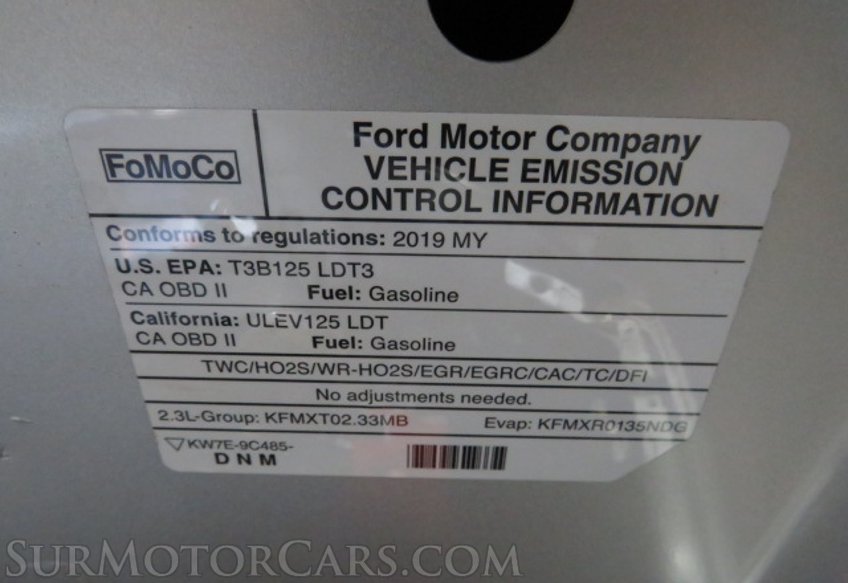 FoMoCo
Ford Motor Company
VEHICLE EMISSION
CONTROL INFORMATION
Conforms to regulations: 2019 MY
U.S. EPA: T3B125 LDT3
CA OBD II Fuel: Gasoline
California: ULEV125 LDT
CA OBD II Fuel: Gasoline
TWC/HO2S/WR-HO2S/EGR/EGRC/CAC/TC/DFI
No adjustments needed.
2.3L-Group: KFMXT02.33MB Evap: KFMXR0135NDG
KW7E-9C485-
DNM
SURMOTORCARS.COM